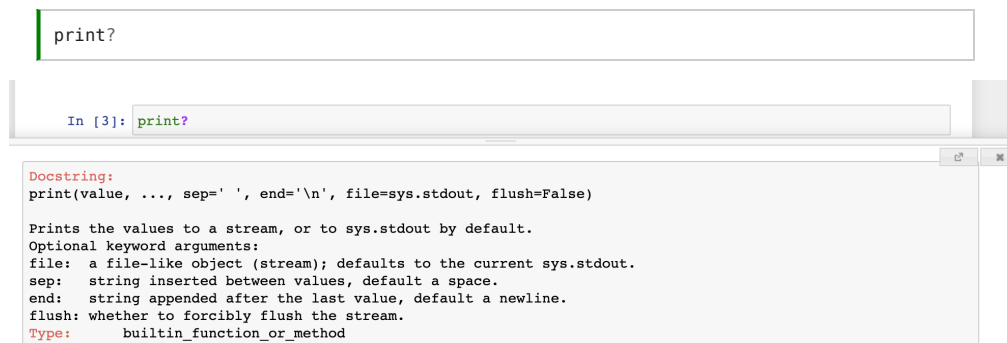 print?
In [3]: print?
Docstring:
print(value, ..., sep=' ', end='\n', file=sys.stdout, flush=False)
Prints the values to a stream, or to sys.stdout by default.
Optional keyword arguments:
file:  a file-like object (stream); defaults to the current sys.stdout.
sep:   string inserted between values, default a space.
end:   string appended after the last value, default a newline.
flush: whether to forcibly flush the stream.
Type:      builtin_function_or_method